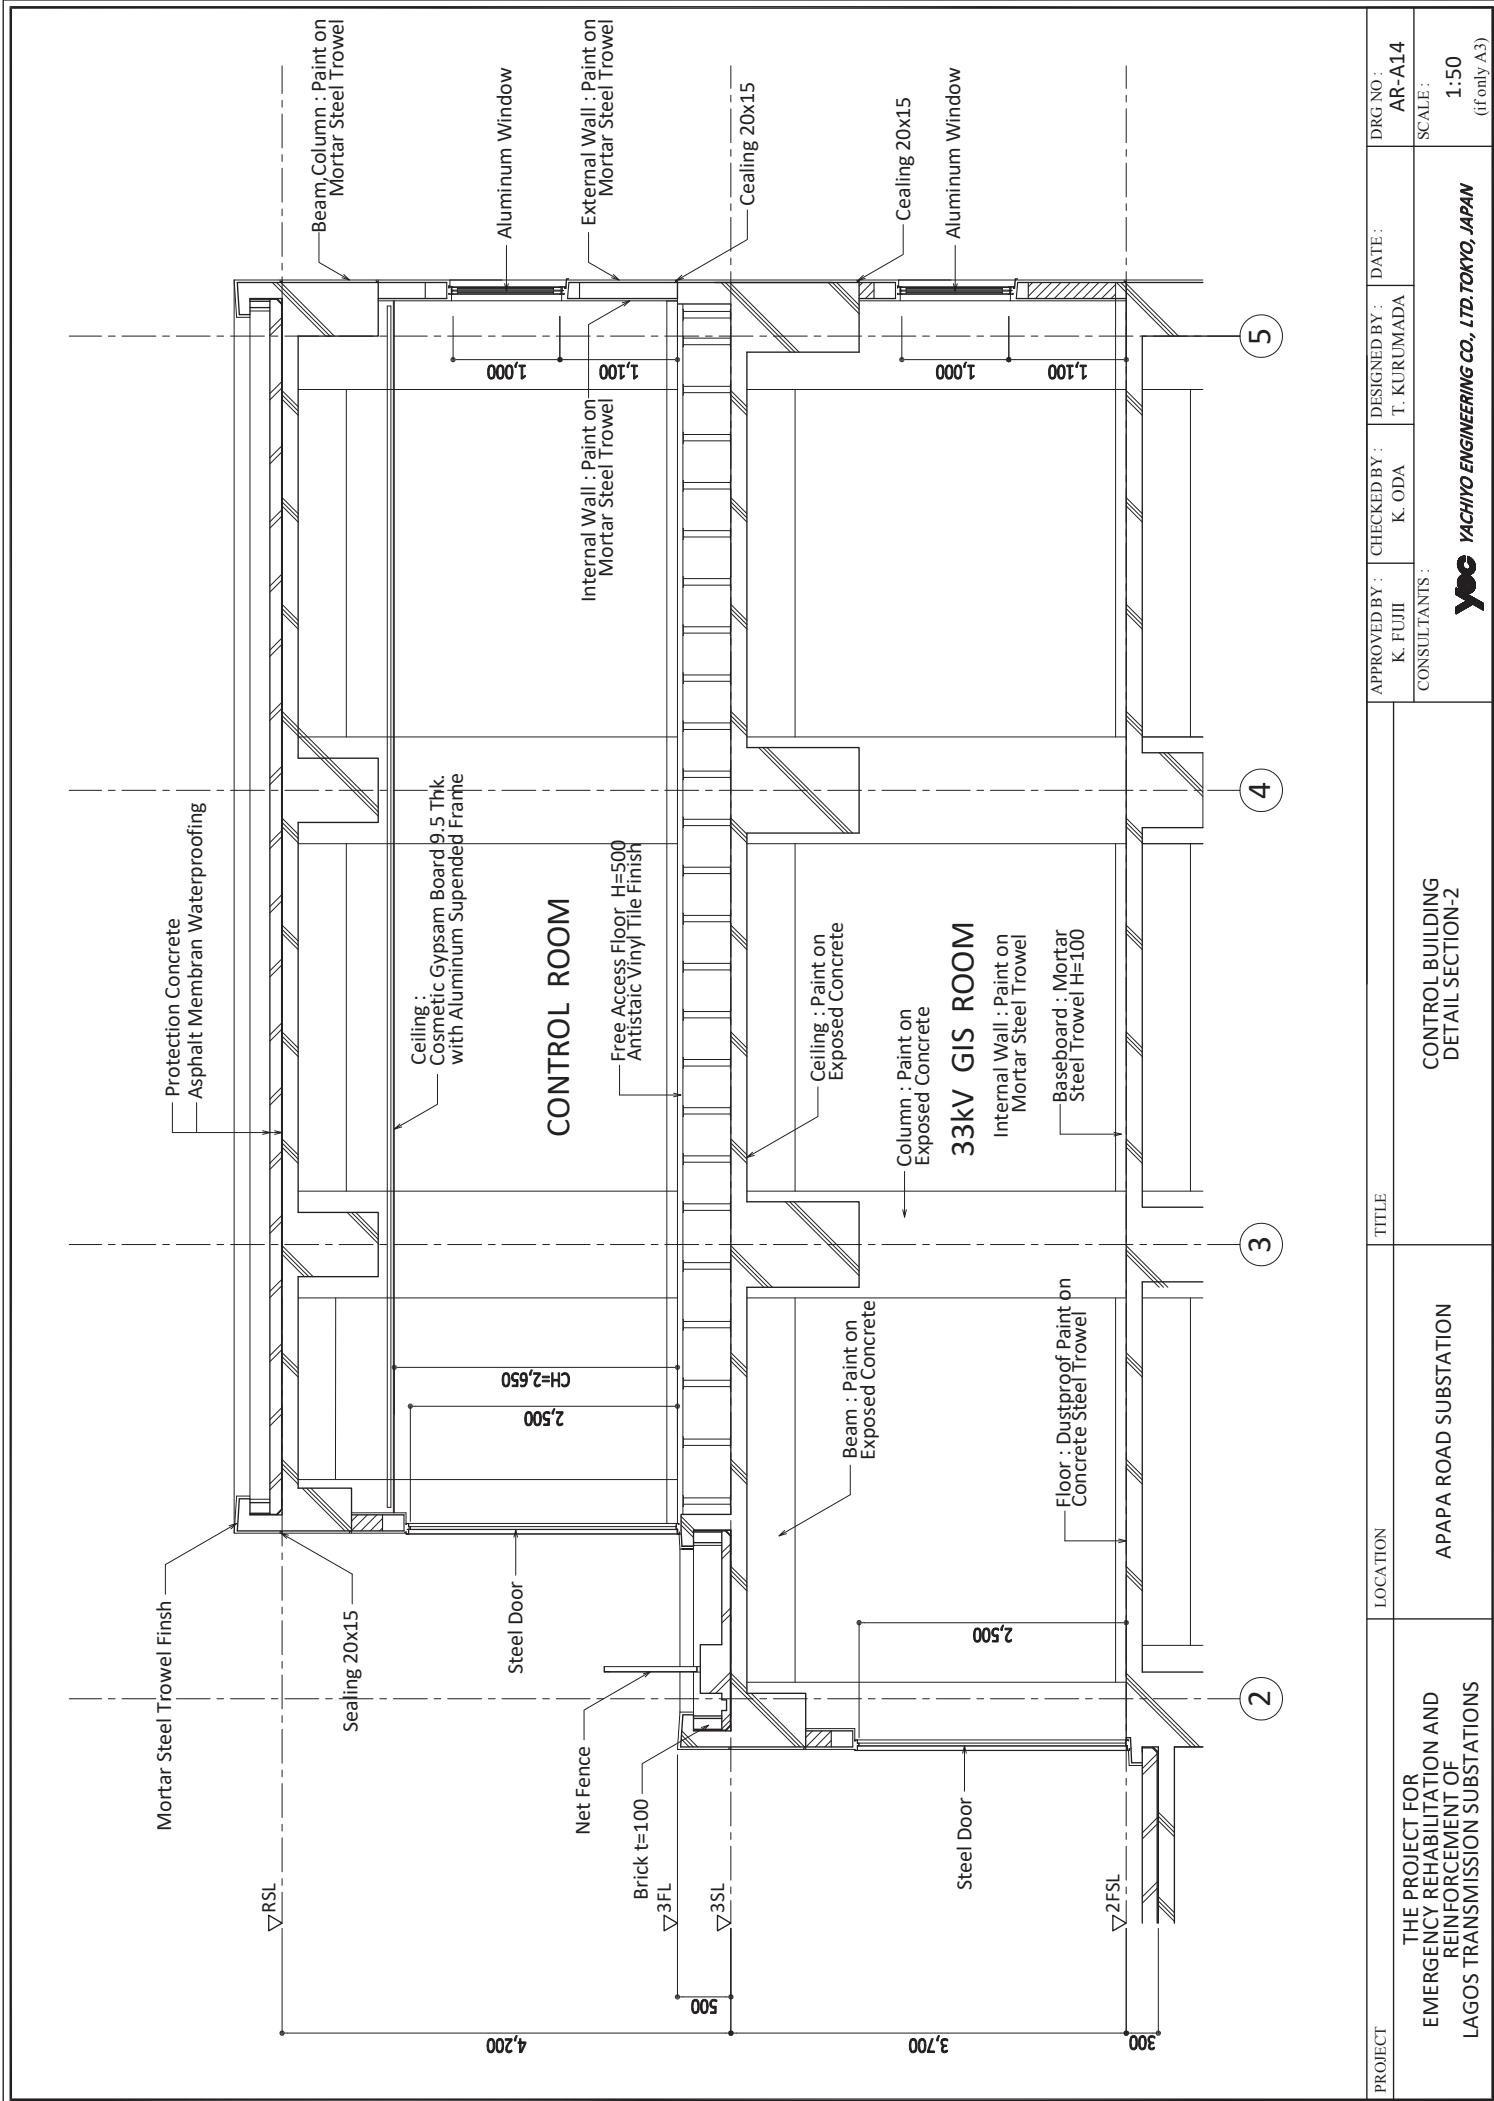 Mortar Steel Trowel Finsh
Protection Concrete
Asphalt Membran Waterproofing
Beam,Column : Paint on
Mortar Steel Trowel
▽RSL
Sealing 20x15
Ceiling :
Cosmetic Gypsam Board 9.5 Thk.
with Aluminum Supended Frame
Aluminum Window
4,200
Steel Door
2,500
CH=2,650
CONTROL ROOM
1,000
1,100
Internal Wall : Paint on
Mortar Steel Trowel
External Wall : Paint on
Mortar Steel Trowel
Net Fence
Free Access Floor H=500
Antistaic Vinyl Tile Finish
Brick t=100
▽3FL
500
▽3SL
Cealing 20x15
Beam : Paint on
Exposed Concrete
Ceiling : Paint on
Exposed Concrete
Cealing 20x15
Column : Paint on
Exposed Concrete
3,700
Steel Door
2,500
33kV GIS ROOM
Internal Wall : Paint on
Mortar Steel Trowel
1,000
1,100
Aluminum Window
Floor : Dustproof Paint on
Concrete Steel Trowel
Baseboard : Mortar
Steel Trowel H=100
▽2FSL
300
2
3
4
5
PROJECT
THE PROJECT FOR
EMERGENCY REHABILITATION AND
REINFORCEMENT OF
LAGOS TRANSMISSION SUBSTATIONS
LOCATION
APAPA ROAD SUBSTATION
TITLE
CONTROL BUILDING
DETAIL SECTION-2
APPROVED BY :
K. FUJII
CHECKED BY :
K. ODA
DESIGNED BY :
T. KURUMADA
DATE :
DRG NO :
AR-A14
CONSULTANTS :
yec YACHIYO ENGINEERING CO., LTD.TOKYO, JAPAN
SCALE :
1:50
(if only A3)